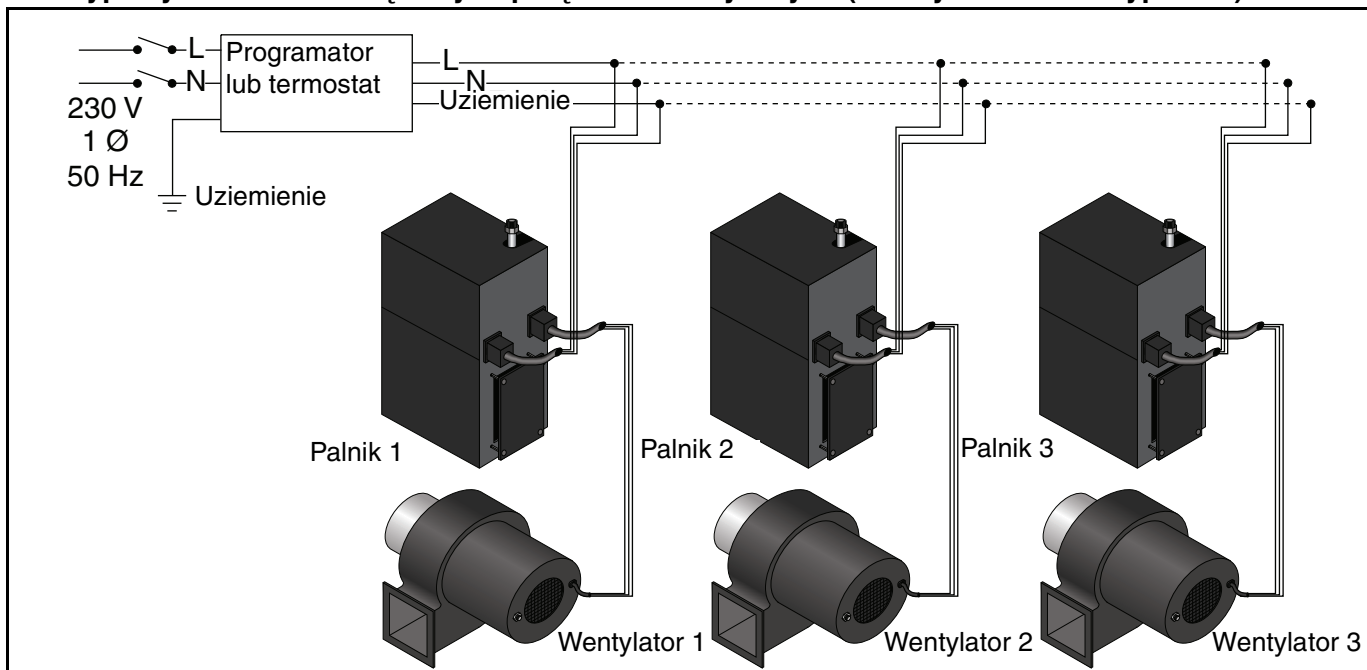 L
Programator
lub termostat
N
230 V
1 Ø
50 Hz
Uziemienie
L
N
Uziemienie
Palnik 1
Palnik 2
Palnik 3
Wentylator 1
Wentylator 2
Wentylator 3